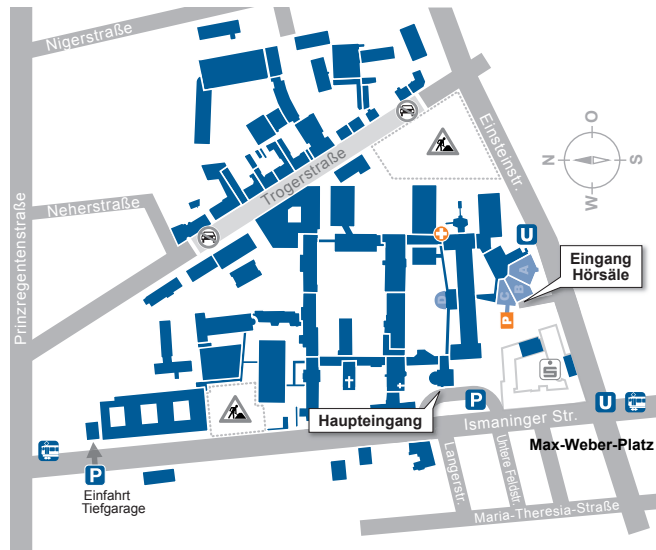 Nigerstraße
Einsteinstr.
O
N
S
W
Trogerstraße
Neherstraße
Prinzregentenstraße
U
Eingang
Hörsäle
A
B
C
D
P
S
Haupteingang
P
Ismaninger Str.
U
Max-Weber-Platz
Langerstr.
Untere Feldstr.
P
Einfahrt
Tiefgarage
Maria-Theresia-Straße